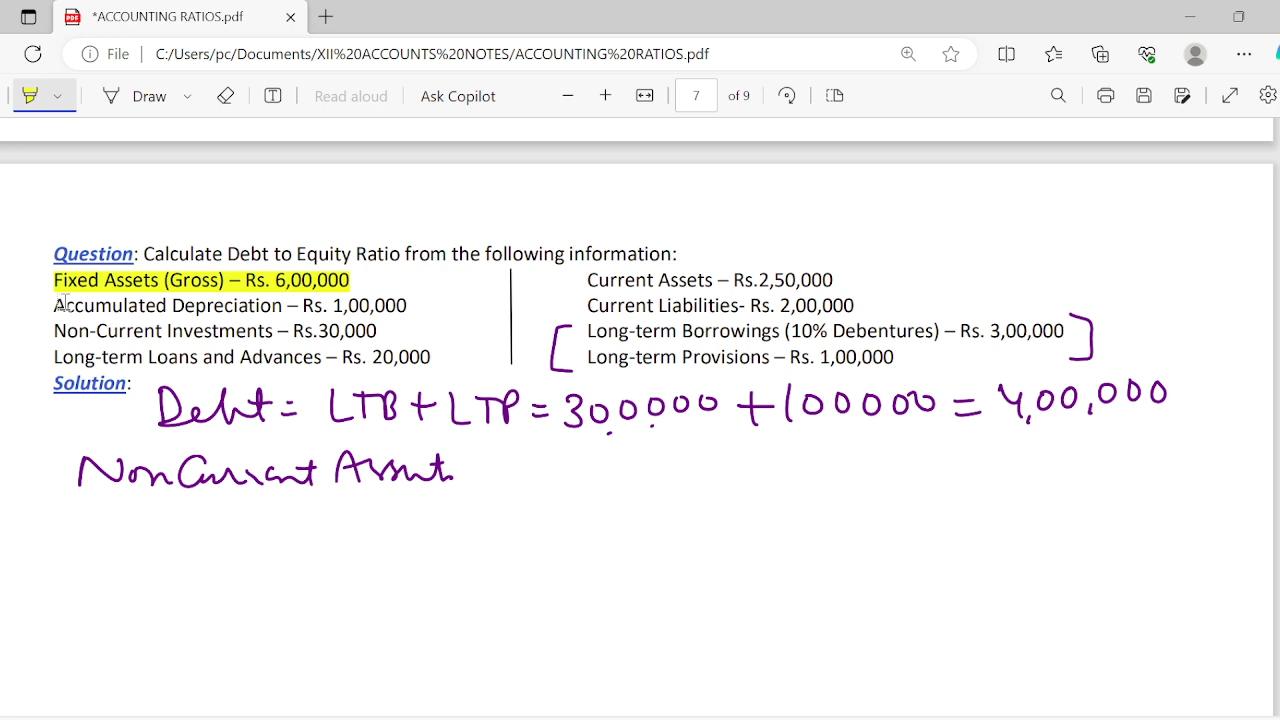 *ACCOUNTING RATIOS.pdf
File C:/Users/pc/Documents/XII%20ACCOUNTS%20NOTES/ACCOUNTING%20RATIOS.pdf
Draw Read aloud Ask Copilot 7 of 9
Question: Calculate Debt to Equity Ratio from the following information:
Fixed Assets (Gross) – Rs. 6,00,000 Current Assets – Rs.2,50,000
Accumulated Depreciation – Rs. 1,00,000 Current Liabilities- Rs. 2,00,000
Non-Current Investments – Rs.30,000 Long-term Borrowings (10% Debentures) – Rs. 3,00,000
Long-term Loans and Advances – Rs. 20,000 Long-term Provisions – Rs. 1,00,000
Solution:
Debt = LTB + LTP = 300000 + 100000 = 4,00,000
Non Current Assets